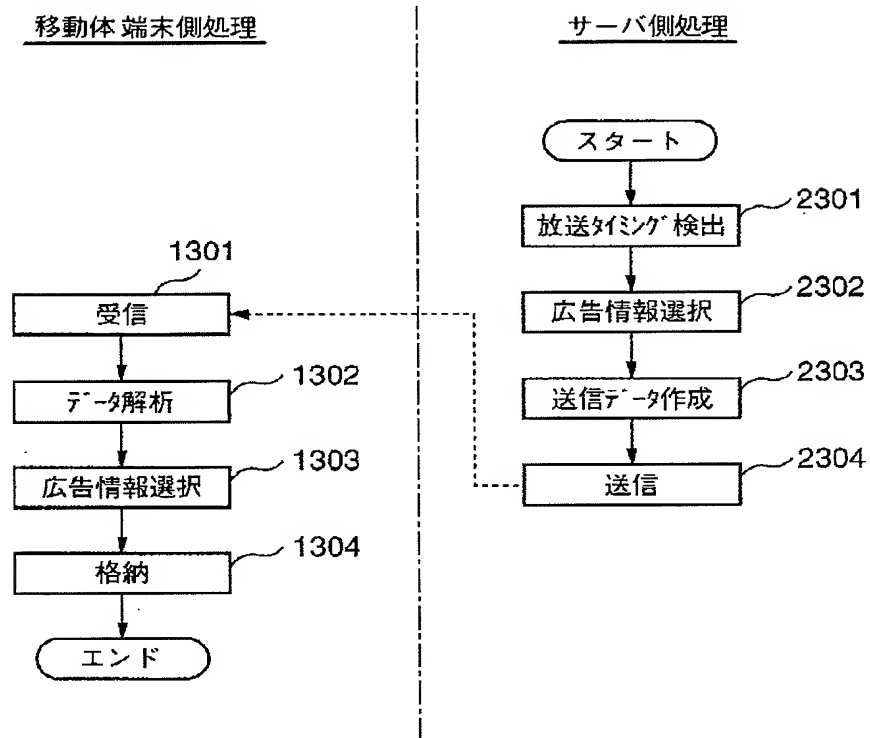 移動体端末側処理
サーバ側処理
スタート
2301
放送ﾀｲﾐﾝｸﾞ検出
2302
広告情報選択
2303
送信ﾃﾞｰﾀ作成
2304
送信
1301
受信
1302
ﾃﾞｰﾀ解析
1303
広告情報選択
1304
格納
エンド